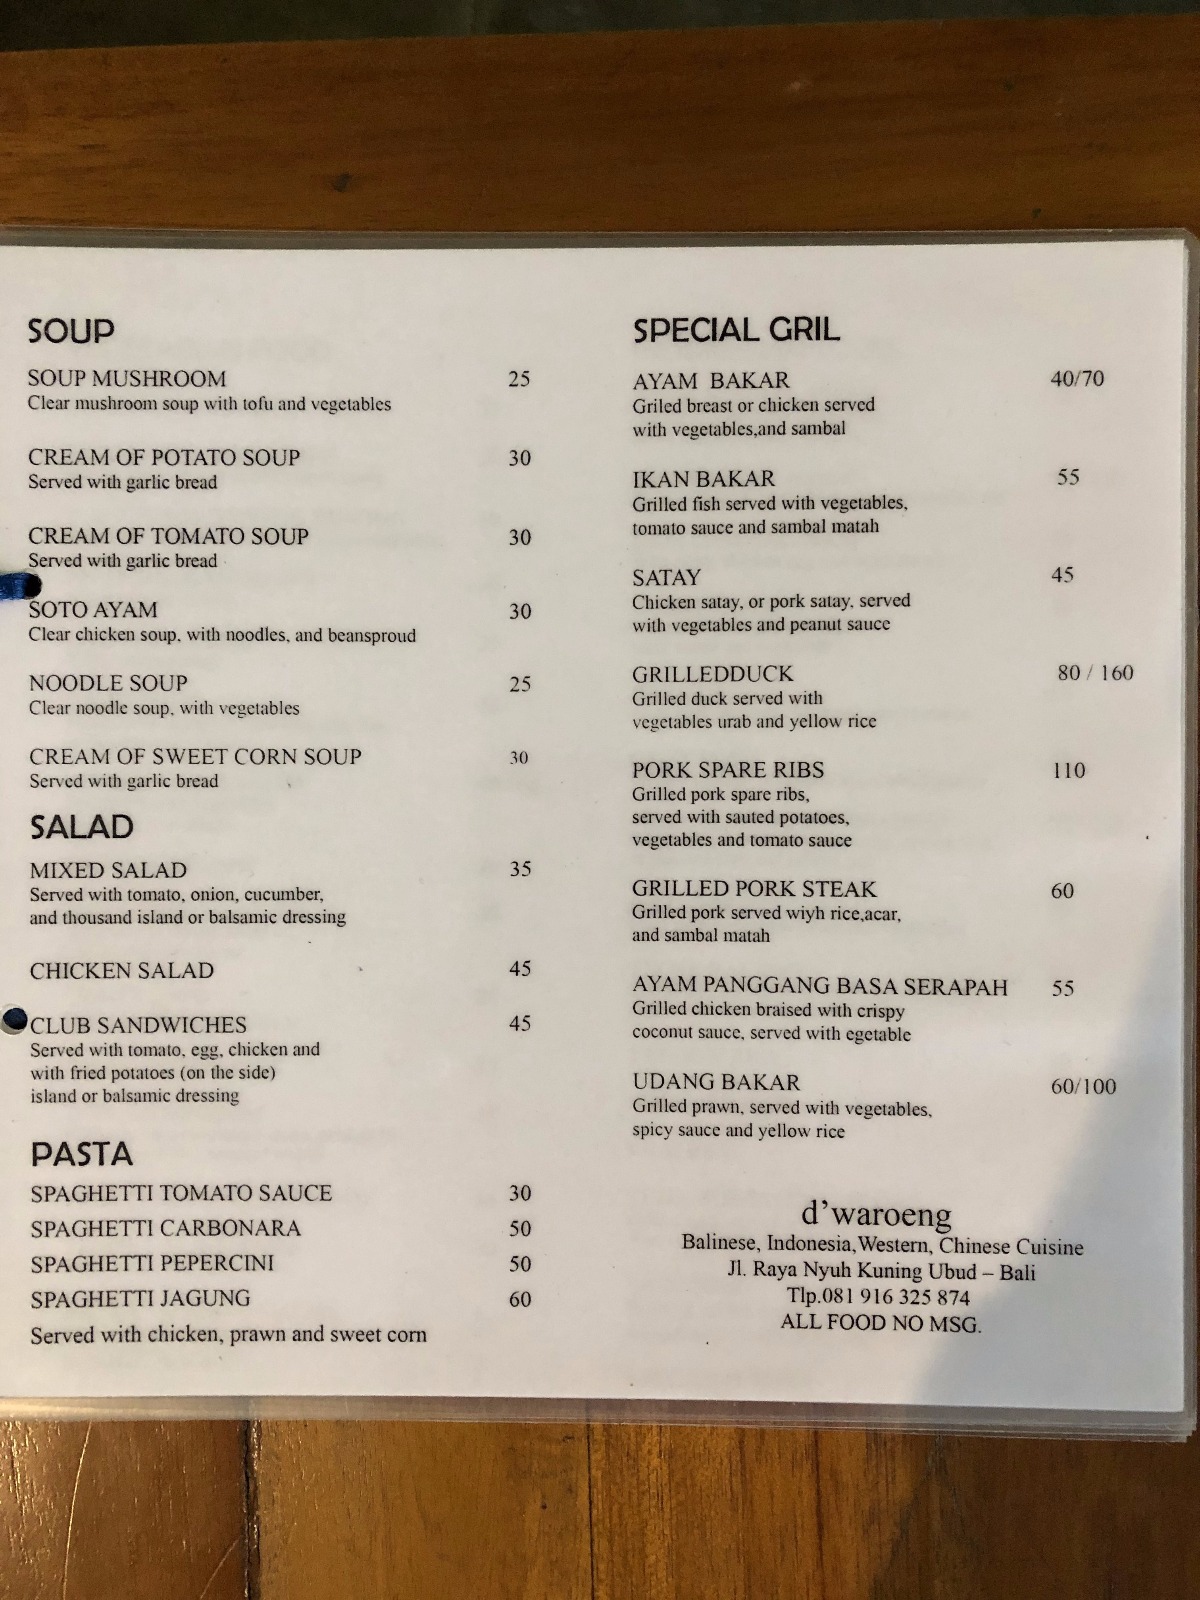 SOUP
SOUP MUSHROOM 25
Clear mushroom soup with tofu and vegetables
CREAM OF POTATO SOUP 30
Served with garlic bread
CREAM OF TOMATO SOUP 30
Served with garlic bread
SOTO AYAM 30
Clear chicken soup, with noodles, and beansproud
NOODLE SOUP 25
Clear noodle soup, with vegetables
CREAM OF SWEET CORN SOUP 30
Served with garlic bread
SALAD
MIXED SALAD 35
Served with tomato, onion, cucumber,
and thousand island or balsamic dressing
CHICKEN SALAD 45
CLUB SANDWICHES 45
Served with tomato, egg, chicken and
with fried potatoes (on the side)
island or balsamic dressing
PASTA
SPAGHETTI TOMATO SAUCE 30
SPAGHETTI CARBONARA 50
SPAGHETTI PEPERCINI 50
SPAGHETTI JAGUNG 60
Served with chicken, prawn and sweet corn
SPECIAL GRIL
AYAM BAKAR 40/70
Griled breast or chicken served
with vegetables,and sambal
IKAN BAKAR 55
Grilled fish served with vegetables,
tomato sauce and sambal matah
SATAY 45
Chicken satay, or pork satay, served
with vegetables and peanut sauce
GRILLEDDUCK 80 / 160
Grilled duck served with
vegetables urab and yellow rice
PORK SPARE RIBS 110
Grilled pork spare ribs,
served with sauted potatoes,
vegetables and tomato sauce
GRILLED PORK STEAK 60
Grilled pork served wiyh rice,acar,
and sambal matah
AYAM PANGGANG BASA SERAPAH 55
Grilled chicken braised with crispy
coconut sauce, served with egetable
UDANG BAKAR 60/100
Grilled prawn, served with vegetables,
spicy sauce and yellow rice
d'waroeng
Balinese, Indonesia,Western, Chinese Cuisine
Jl. Raya Nyuh Kuning Ubud – Bali
Tlp.081 916 325 874
ALL FOOD NO MSG.